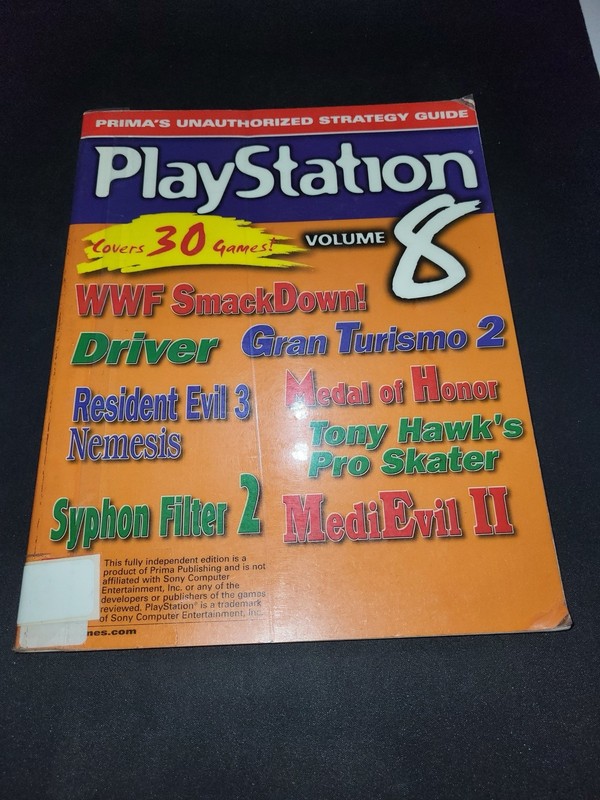 PRIMA'S UNAUTHORIZED STRATEGY GUIDE
PlayStation®
Covers 30 Games!
VOLUME 8
WWF SmackDown!
Driver
Gran Turismo 2
Resident Evil 3
Nemesis
Medal of Honor
Tony Hawk's
Pro Skater
Syphon Filter 2
MediEvil II
This fully independent edition is a
product of Prima Publishing and is not
affiliated with Sony Computer
Entertainment, Inc. or any of the
developers or publishers of the games
reviewed. PlayStation® is a trademark
of Sony Computer Entertainment, Inc.
mes.com